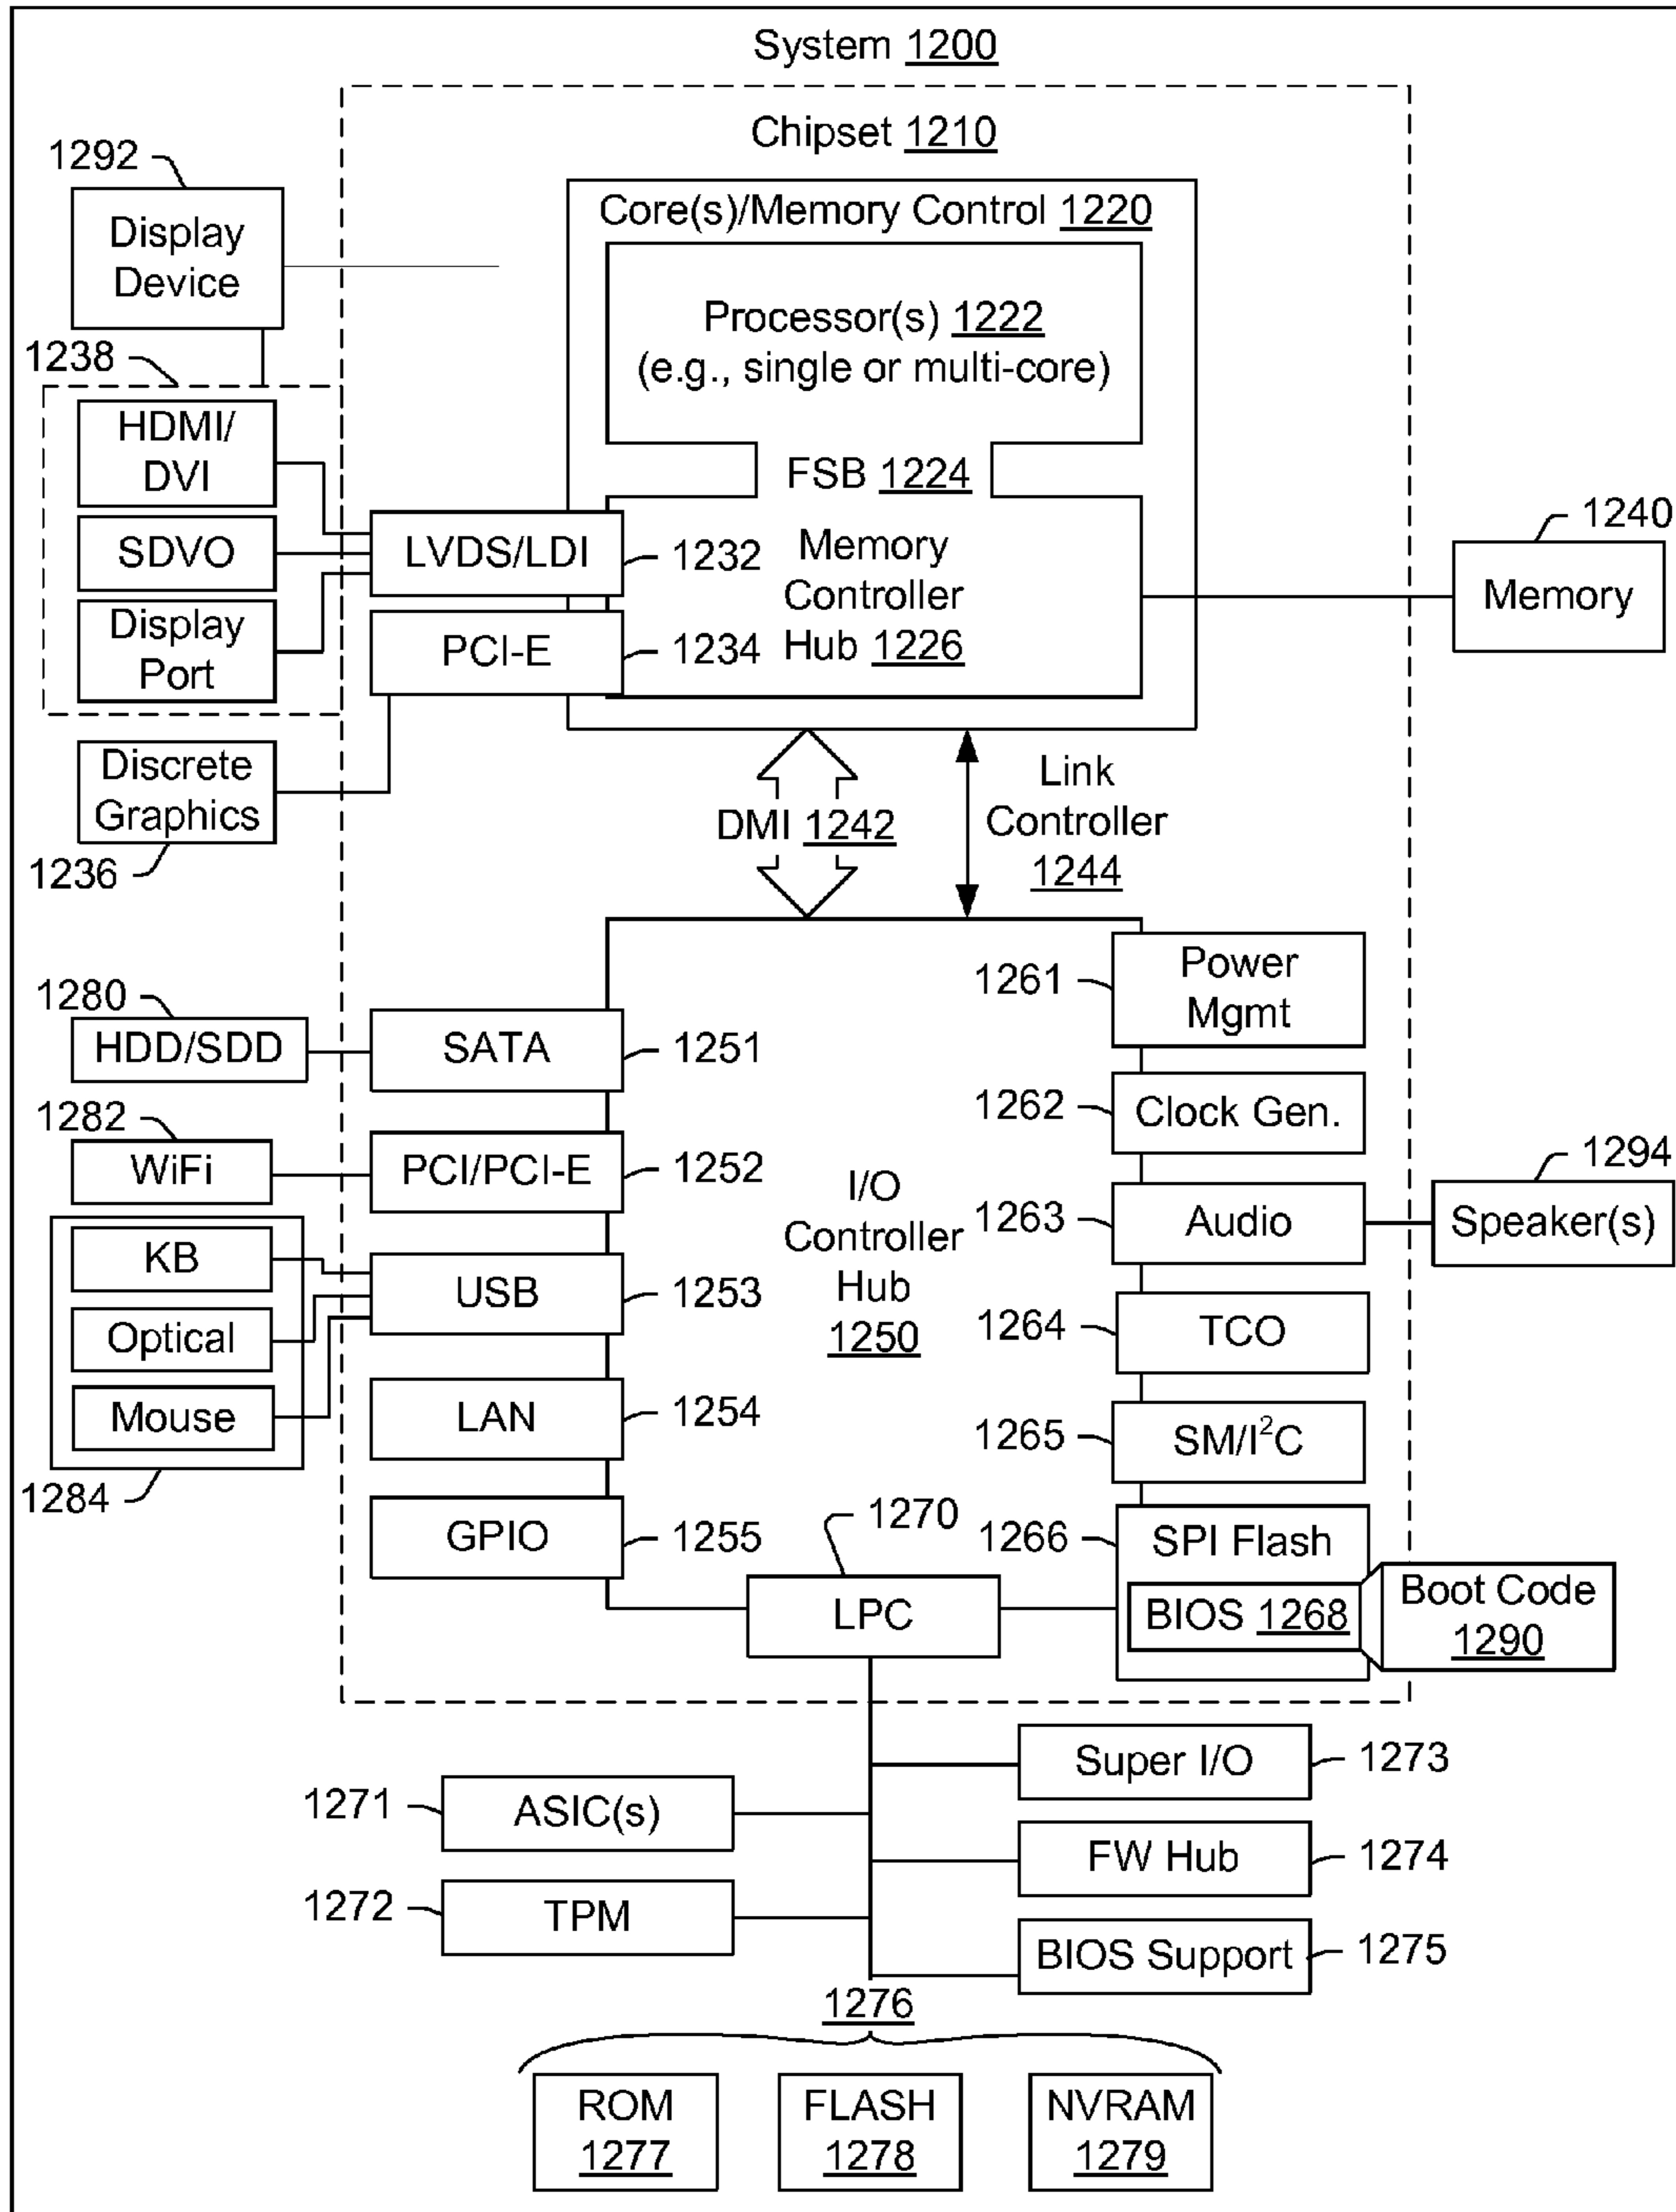 System 1200
Chipset 1210
1292
Display
Device
Core(s)/Memory Control 1220
Processor(s) 1222
(e.g., single or multi-core)
FSB 1224
Memory
Controller
Hub 1226
1238
HDMI/
DVI
SDVO
Display
Port
LVDS/LDI
1232
PCI-E
1234
1240
Memory
Discrete
Graphics
1236
DMI 1242
Link
Controller
1244
1280
HDD/SDD
SATA
1251
1282
WiFi
PCI/PCI-E
1252
KB
Optical
Mouse
1284
USB
1253
LAN
1254
GPIO
1255
I/O
Controller
Hub
1250
1261
Power
Mgmt
1262
Clock Gen.
1263
Audio
1294
Speaker(s)
1264
TCO
1265
SM/I²C
1266
SPI Flash
BIOS 1268
Boot Code
1290
1270
LPC
1271
ASIC(s)
1272
TPM
Super I/O
1273
FW Hub
1274
BIOS Support
1275
1276
ROM
1277
FLASH
1278
NVRAM
1279